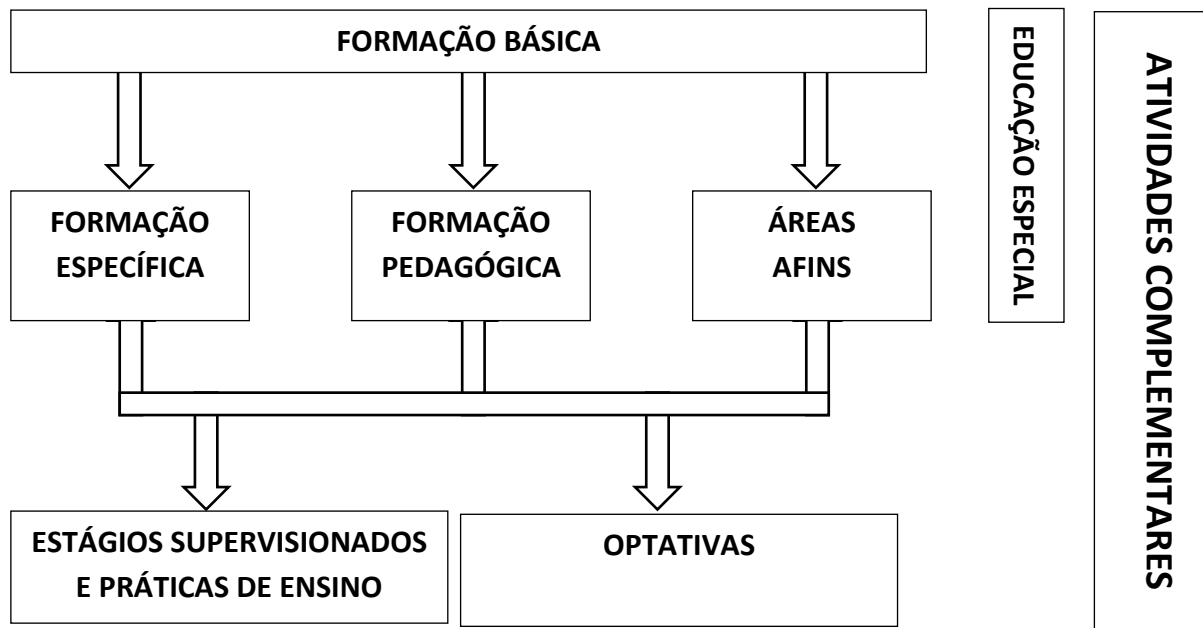 FORMAÇÃO BÁSICA
FORMAÇÃO
ESPECÍFICA
FORMAÇÃO
PEDAGÓGICA
ÁREAS
AFINS
ESTÁGIOS SUPERVISIONADOS
E PRÁTICAS DE ENSINO
OPTATIVAS
EDUCAÇÃO ESPECIAL
ATIVIDADES COMPLEMENTARES